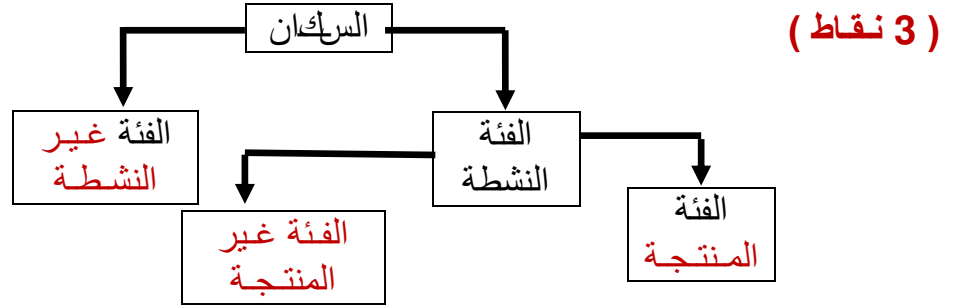 ( 3 نقاط )
السكان
الفئة
النشطة
الفئة غير
النشطة
الفئة
المنتجة
الفئة غير
المنتجة